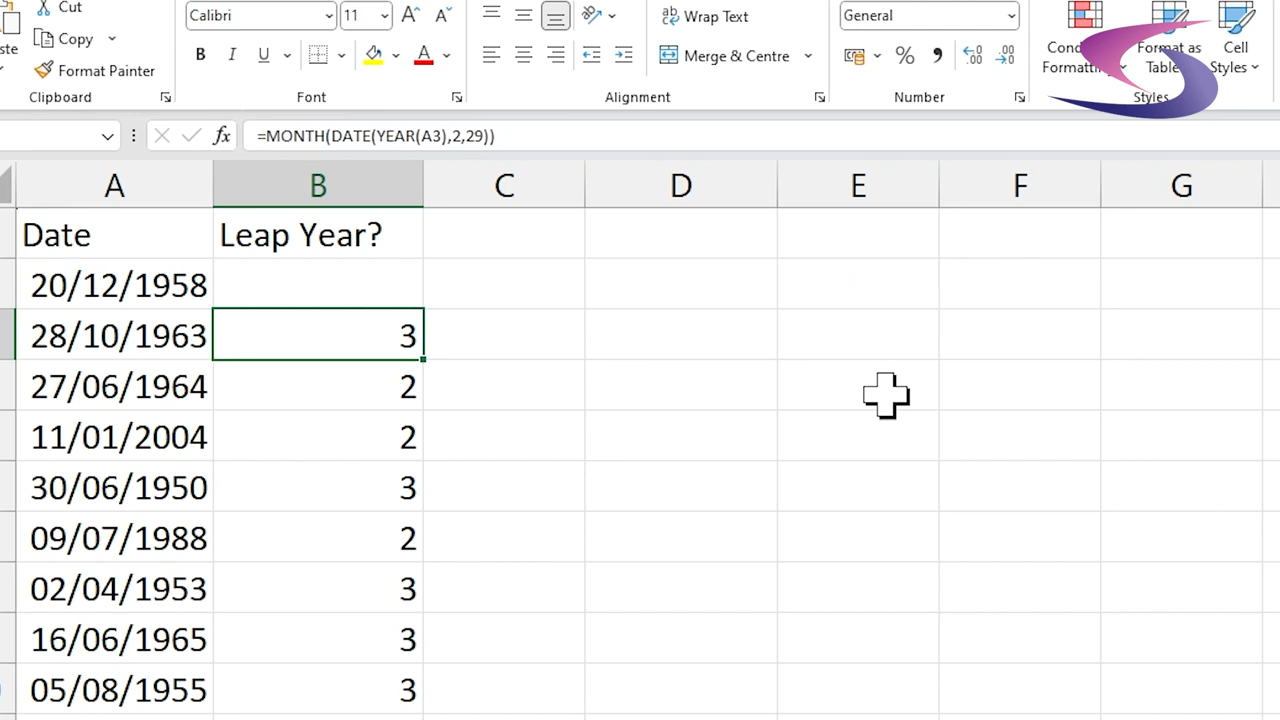 Cut
Calibri 11 A A Wrap Text General
Copy
B I U A Merge & Centre % Format as Cell
Table Styles
Format Painter
Clipboard Font Alignment Number Styles
fx =MONTH(DATE(YEAR(A3),2,29))
A B C D E F G
Date Leap Year?
20/12/1958
28/10/1963 3
27/06/1964 2
11/01/2004 2
30/06/1950 3
09/07/1988 2
02/04/1953 3
16/06/1965 3
05/08/1955 3